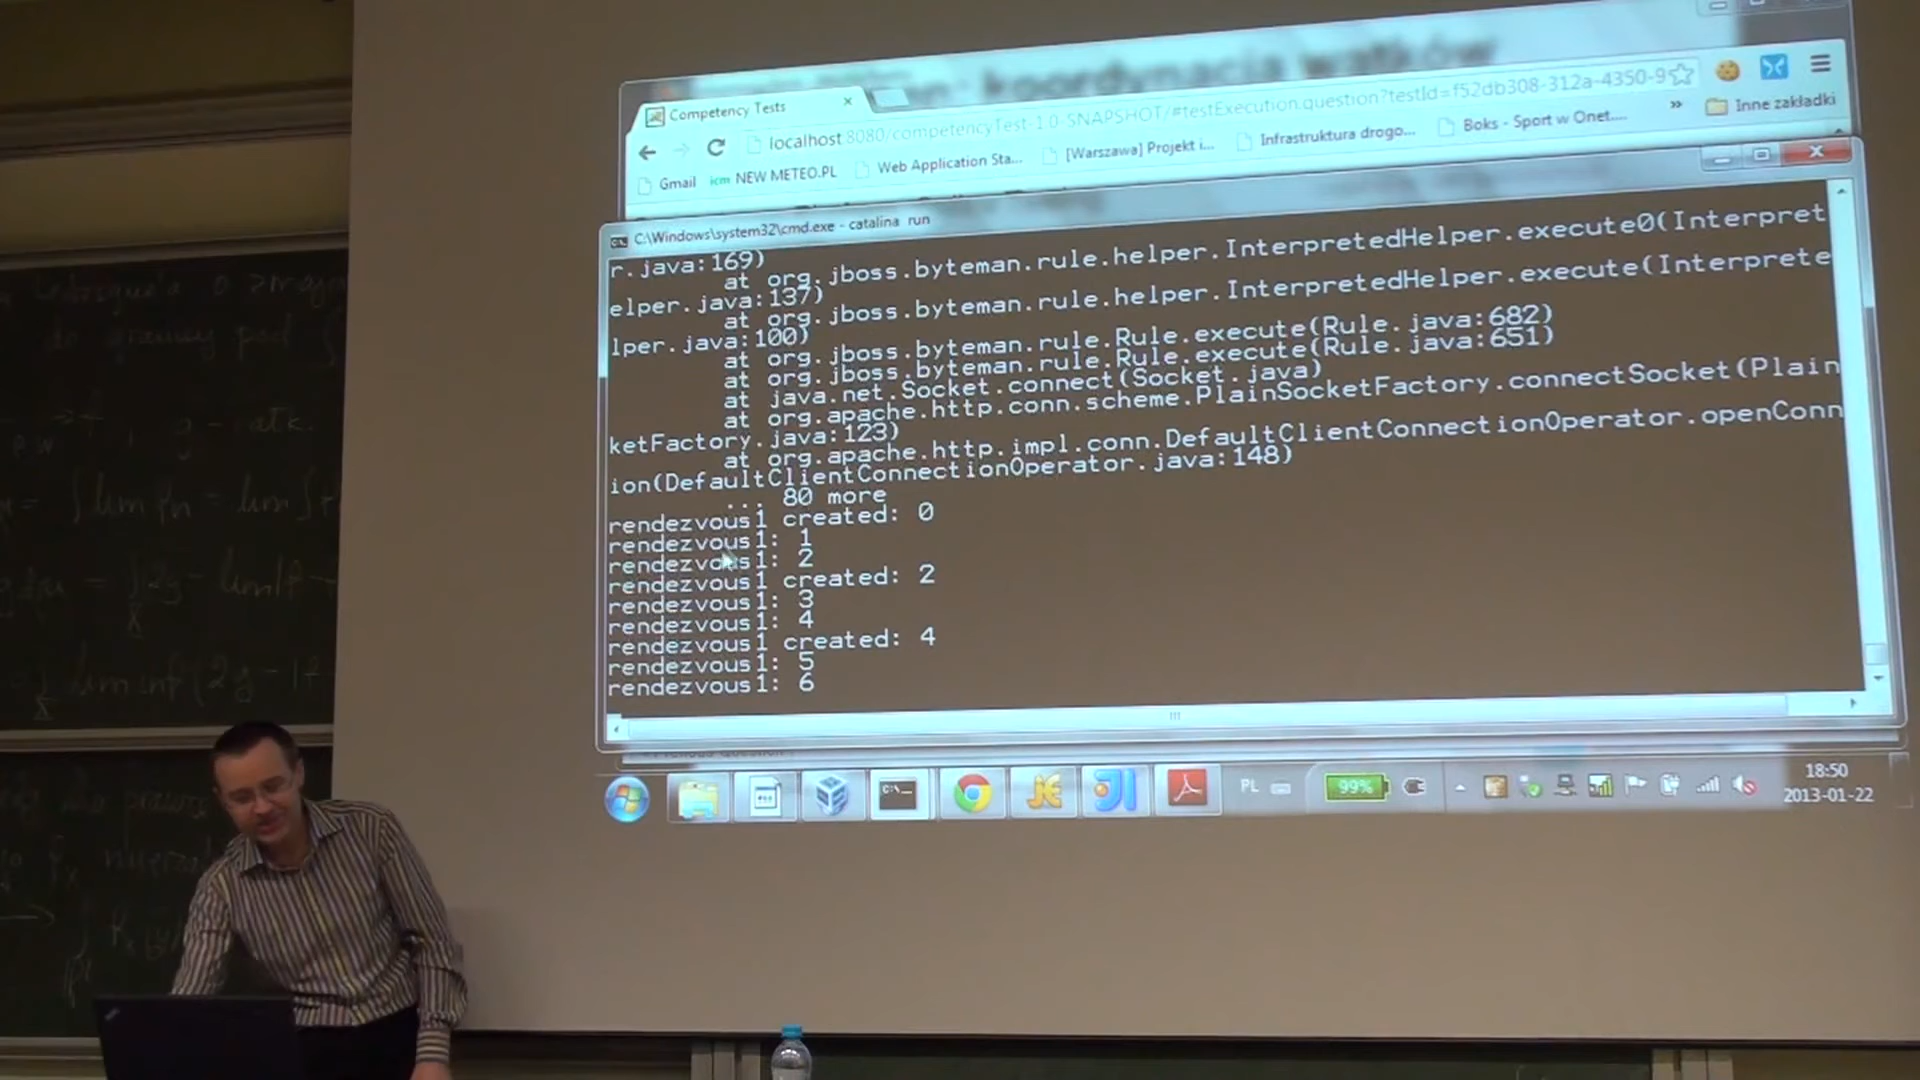 koordynacja wątków
Competency Tests
localhost:8080/competencyTest-1.0-SNAPSHOT/#testExecution.question?testId=f52db308-312a-4350-9
Gmail
icm NEW METEO.PL
Web Application Sta...
[Warszawa] Projekt i...
Infrastruktura drogo...
Boks - Sport w Onet....
»
Inne zakładki
C:\Windows\system32\cmd.exe - catalina run
r.java:169)
at org.jboss.byteman.rule.helper.InterpretedHelper.execute0(Interpret
elper.java:137)
at org.jboss.byteman.rule.helper.InterpretedHelper.execute(Interprete
lper.java:100)
at org.jboss.byteman.rule.Rule.execute(Rule.java:682)
at org.jboss.byteman.rule.Rule.execute(Rule.java:651)
at java.net.Socket.connect(Socket.java)
at org.apache.http.conn.scheme.PlainSocketFactory.connectSocket(Plain
ketFactory.java:123)
at org.apache.http.impl.conn.DefaultClientConnectionOperator.openConn
ion(DefaultClientConnectionOperator.java:148)
... 80 more
rendezvous1 created: 0
rendezvous1: 1
rendezvous1: 2
rendezvous1 created: 2
rendezvous1: 3
rendezvous1: 4
rendezvous1 created: 4
rendezvous1: 5
rendezvous1: 6
PL
99%
18:50
2013-01-22